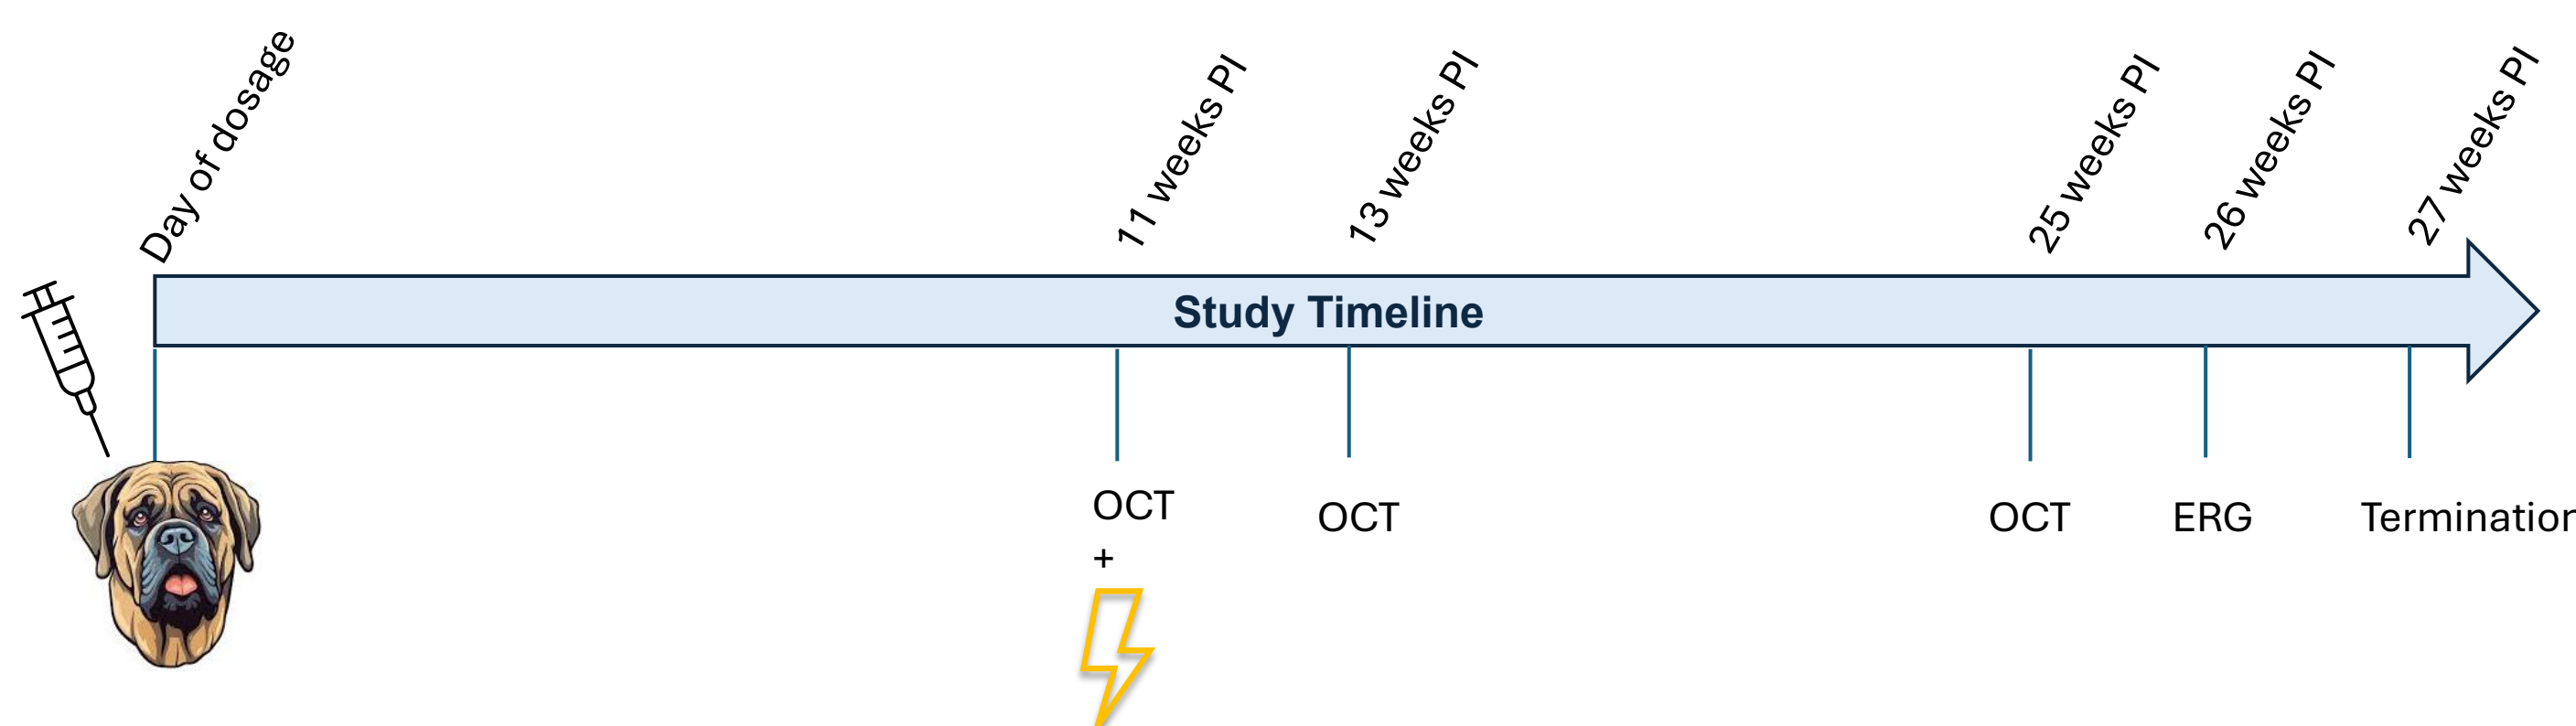 Day of dosage
11 weeks PI
13 weeks PI
25 weeks PI
26 weeks PI
27 weeks PI
Study Timeline
OCT
+
OCT
OCT
ERG
Termination